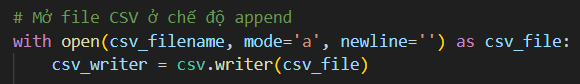 # Mở file CSV ở chế độ append
with open(csv_filename, mode='a', newline='') as csv_file:
    csv_writer = csv.writer(csv_file)